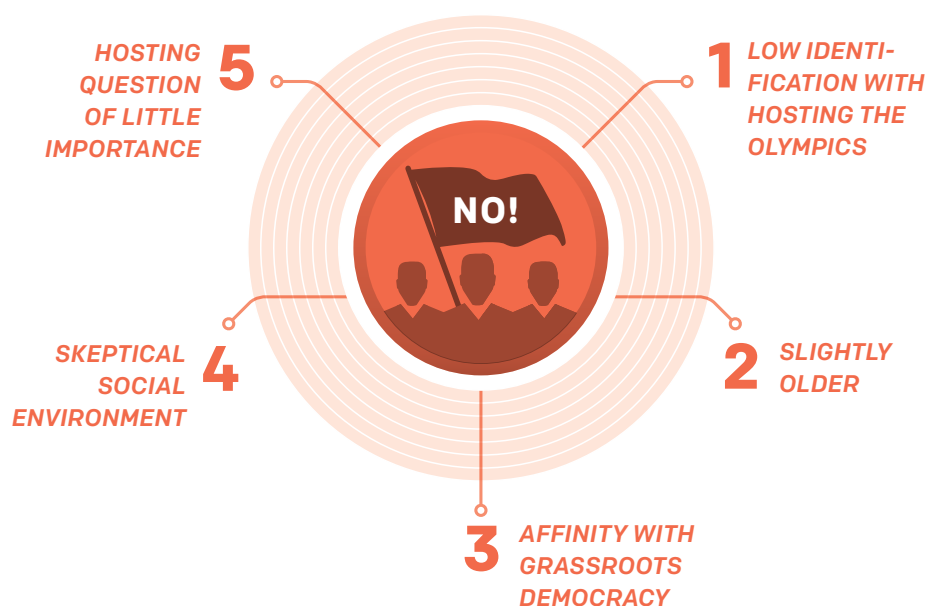 NO!
1
LOW IDENTI-
FICATION WITH
HOSTING THE
OLYMPICS
2
SLIGHTLY
OLDER
3
AFFINITY WITH
GRASSROOTS
DEMOCRACY
4
SKEPTICAL
SOCIAL
ENVIRONMENT
5
HOSTING
QUESTION
OF LITTLE
IMPORTANCE